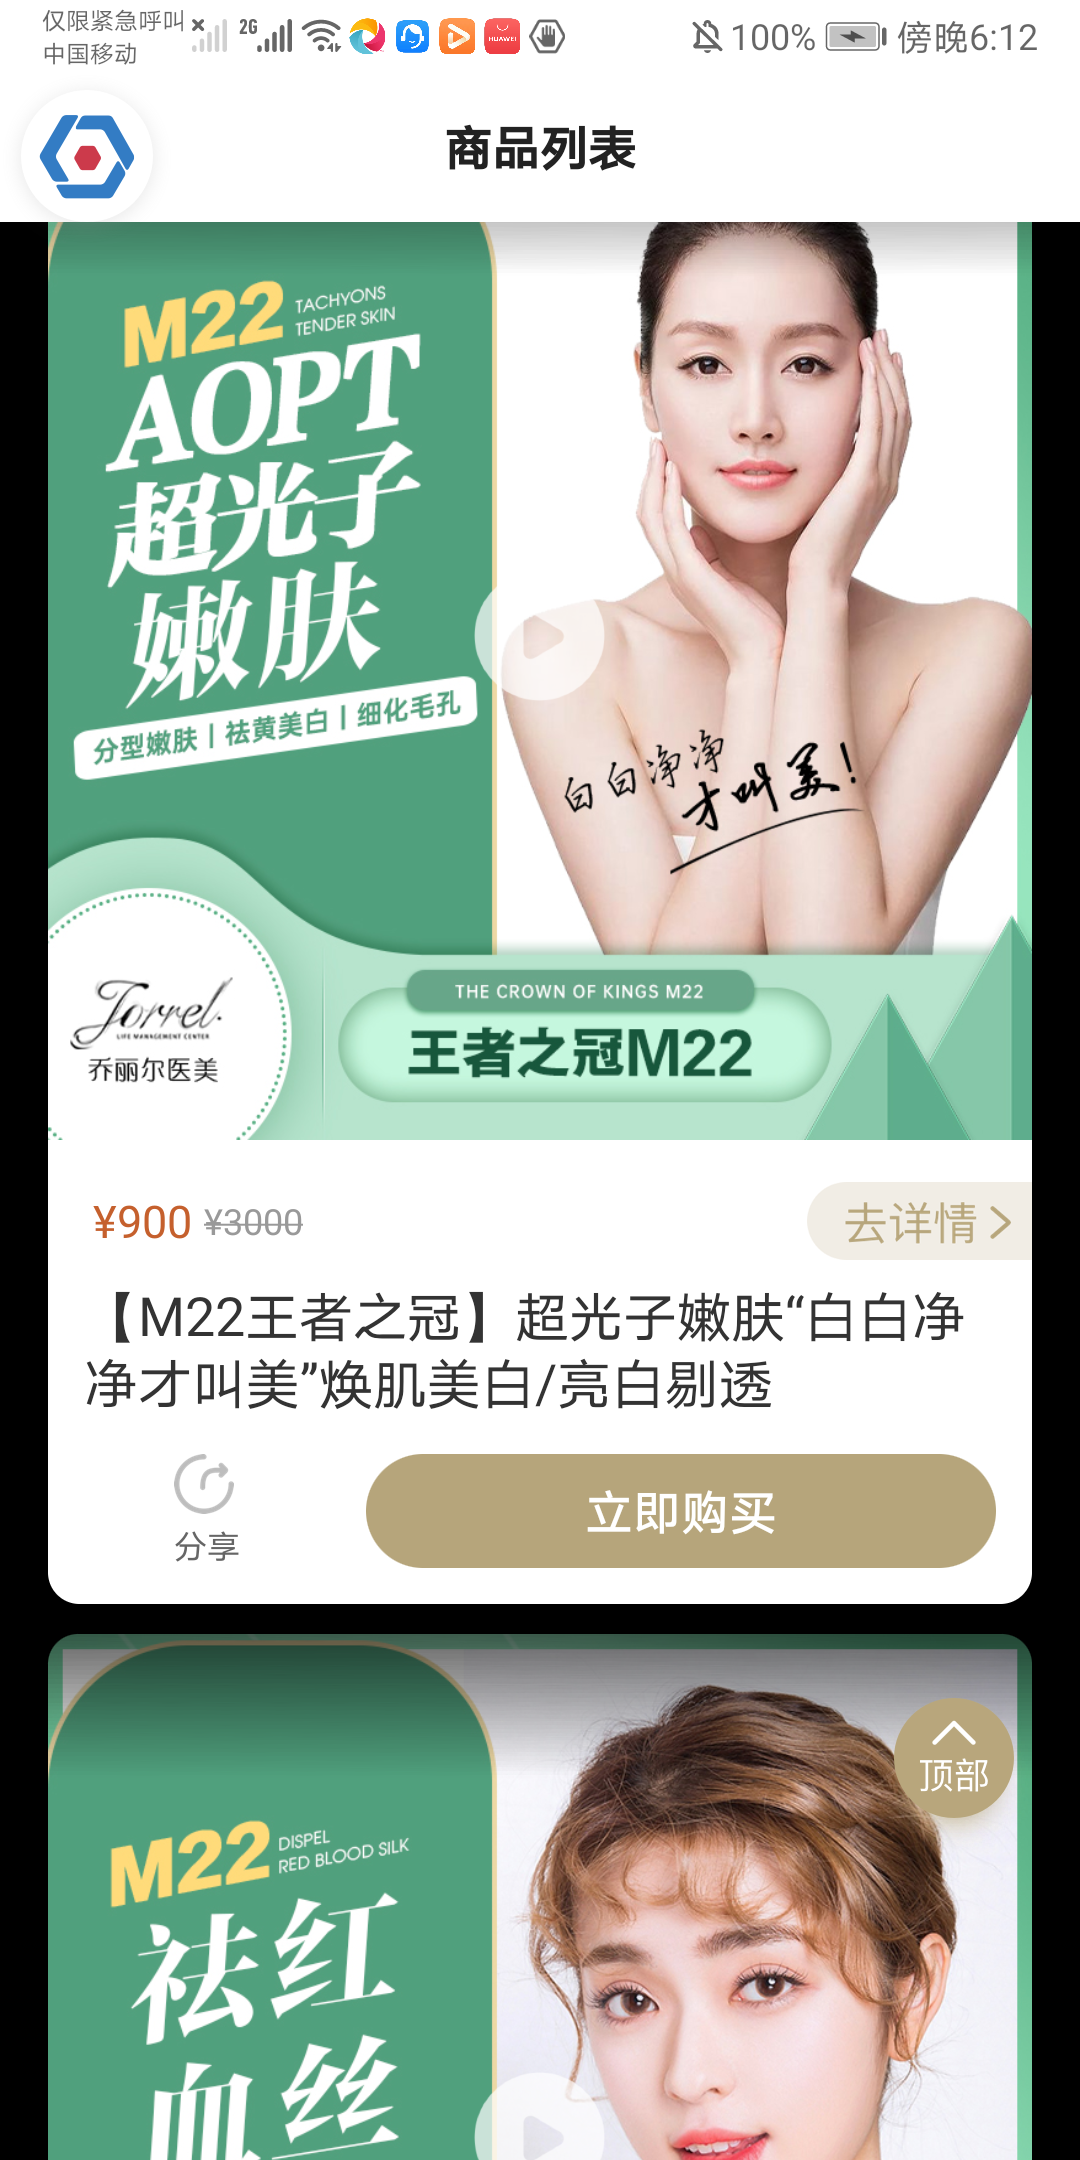 仅限紧急呼叫
中国移动
2G
HUAWEI
100%
傍晚6:12
商品列表
M22
TACHYONS
TENDER SKIN
AOPT
超光子
嫩肤
分型嫩肤丨祛黄美白丨细化毛孔
白白净净
才叫美!
Jorrel.
LIFE MANAGEMENT CENTER
乔丽尔医美
THE CROWN OF KINGS M22
王者之冠M22
¥900 ¥3000
去详情
【M22王者之冠】超光子嫩肤“白白净
净才叫美”焕肌美白/亮白剔透
分享
立即购买
顶部
M22
DISPEL
RED BLOOD SILK
祛红
血丝